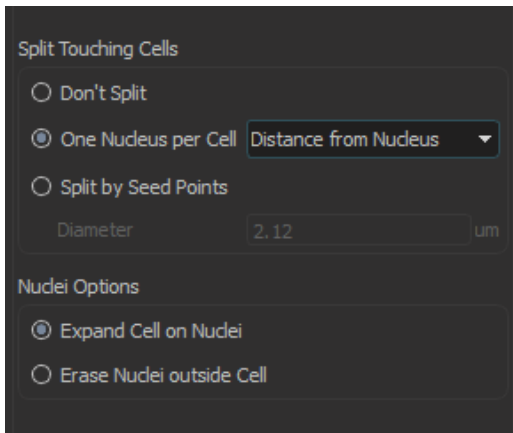 Split Touching Cells
Don't Split
One Nucleus per Cell Distance from Nucleus
Split by Seed Points
Diameter 2.12 um
Nuclei Options
Expand Cell on Nuclei
Erase Nuclei outside Cell